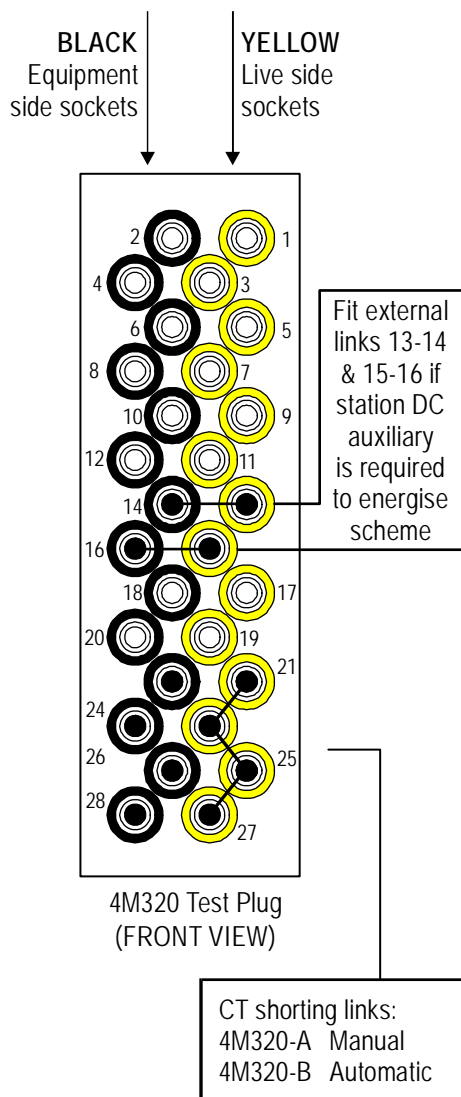 BLACK
Equipment
side sockets
YELLOW
Live side
sockets
2
1
4
3
6
5
8
7
10
9
12
11
14
16
18
17
20
19
21
24
26
25
28
27
Fit external
links 13-14
& 15-16 if
station DC
auxiliary
is required
to energise
scheme
4M320 Test Plug
(FRONT VIEW)
CT shorting links:
4M320-A Manual
4M320-B Automatic